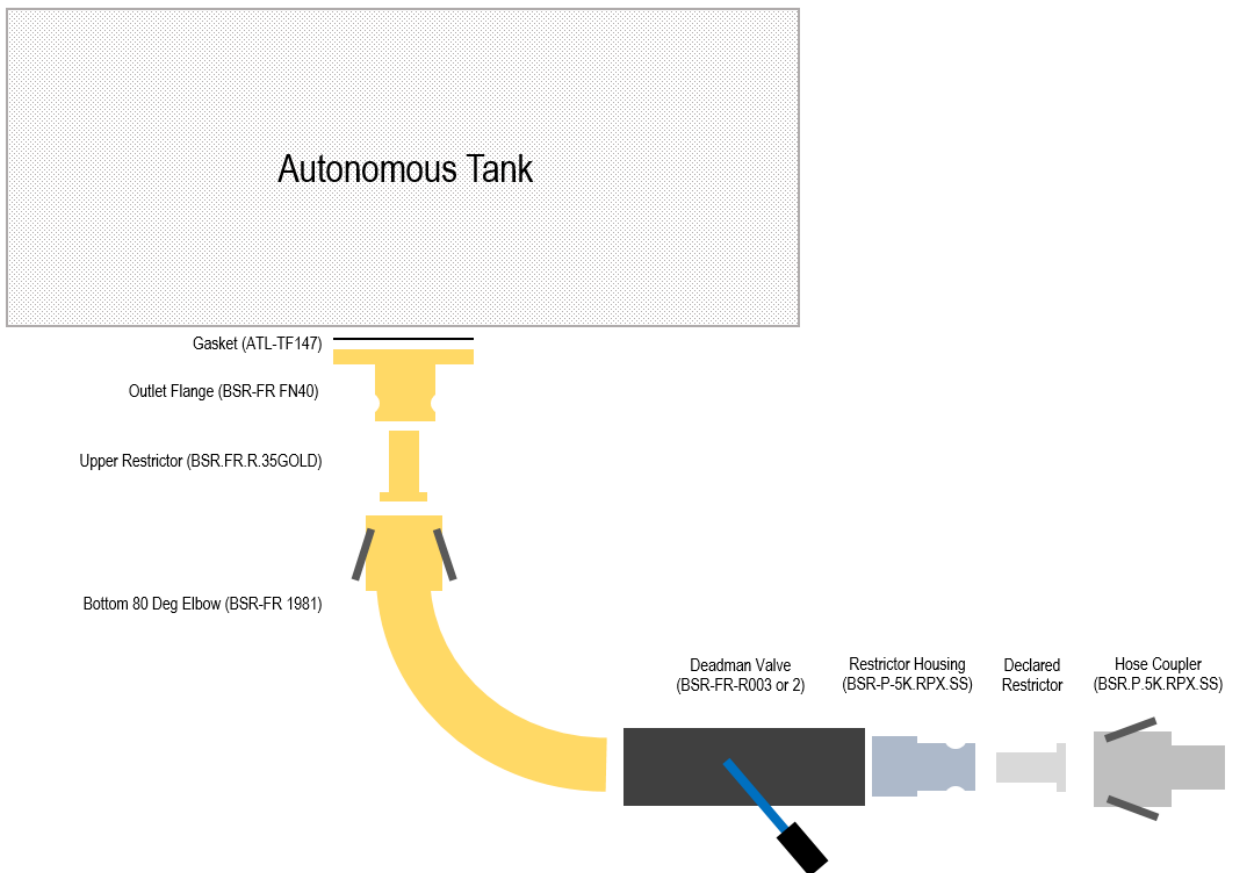 Autonomous Tank
Gasket (ATL-TF147)
Outlet Flange (BSR-FR FN40)
Upper Restrictor (BSR.FR.R.35GOLD)
Bottom 80 Deg Elbow (BSR-FR 1981)
Deadman Valve
(BSR-FR-R003 or 2)
Restrictor Housing
(BSR-P-5K.RPX.SS)
Declared
Restrictor
Hose Coupler
(BSR.P.5K.RPX.SS)